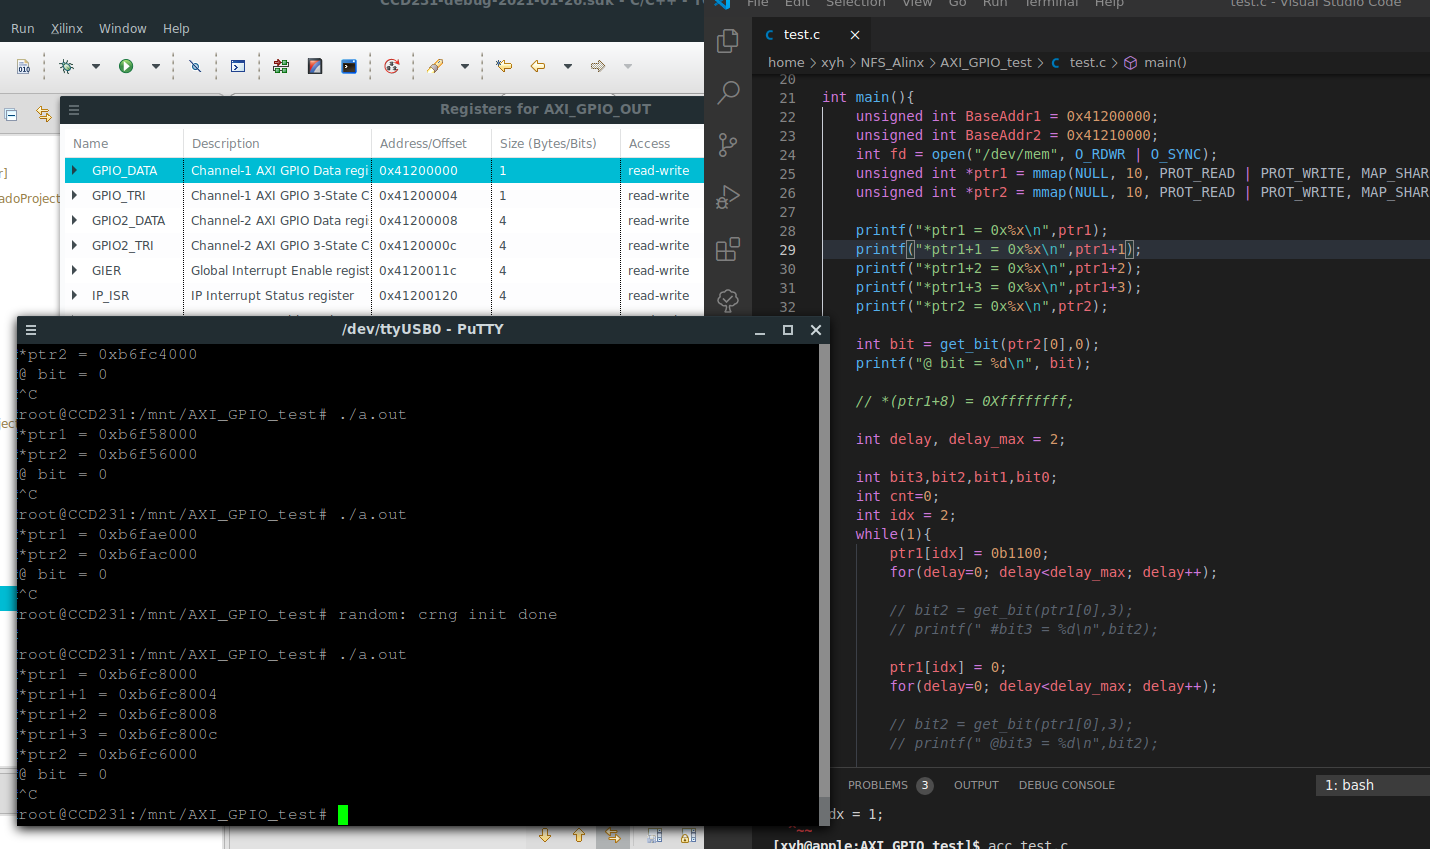 CCD231-debug-2021-01-26.sdk - C/C++ -
Run Xilinx Window Help
Registers for AXI_GPIO_OUT
Name Description Address/Offset Size (Bytes/Bits) Access
GPIO_DATA Channel-1 AXI GPIO Data regi 0x41200000 1 read-write
GPIO_TRI Channel-1 AXI GPIO 3-State C 0x41200004 1 read-write
GPIO2_DATA Channel-2 AXI GPIO Data regi 0x41200008 4 read-write
GPIO2_TRI Channel-2 AXI GPIO 3-State C 0x4120000c 4 read-write
GIER Global Interrupt Enable regist 0x4120011c 4 read-write
IP_ISR IP Interrupt Status register 0x41200120 4 read-write
r]
adoProject
/dev/ttyUSB0 - PuTTY
*ptr2 = 0xb6fc4000
@ bit = 0
^C
root@CCD231:/mnt/AXI_GPIO_test# ./a.out
*ptr1 = 0xb6f58000
*ptr2 = 0xb6f56000
@ bit = 0
^C
root@CCD231:/mnt/AXI_GPIO_test# ./a.out
*ptr1 = 0xb6fae000
*ptr2 = 0xb6fac000
@ bit = 0
^C
root@CCD231:/mnt/AXI_GPIO_test# random: crng init done
root@CCD231:/mnt/AXI_GPIO_test# ./a.out
*ptr1 = 0xb6fc8000
*ptr1+1 = 0xb6fc8004
*ptr1+2 = 0xb6fc8008
*ptr1+3 = 0xb6fc800c
*ptr2 = 0xb6fc6000
@ bit = 0
^C
root@CCD231:/mnt/AXI_GPIO_test#
File Edit Selection View Go Run Terminal Help test.c - Visual Studio Code
C test.c
home > xyh > NFS_Alinx > AXI_GPIO_test > C test.c > main()
20
21 int main(){
22 unsigned int BaseAddr1 = 0x41200000;
23 unsigned int BaseAddr2 = 0x41210000;
24 int fd = open("/dev/mem", O_RDWR | O_SYNC);
25 unsigned int *ptr1 = mmap(NULL, 10, PROT_READ | PROT_WRITE, MAP_SHAR
26 unsigned int *ptr2 = mmap(NULL, 10, PROT_READ | PROT_WRITE, MAP_SHAR
27
28 printf("*ptr1 = 0x%x\n",ptr1);
29 printf("*ptr1+1 = 0x%x\n",ptr1+1);
30 printf("*ptr1+2 = 0x%x\n",ptr1+2);
31 printf("*ptr1+3 = 0x%x\n",ptr1+3);
32 printf("*ptr2 = 0x%x\n",ptr2);
int bit = get_bit(ptr2[0],0);
printf("@ bit = %d\n", bit);
// *(ptr1+8) = 0Xffffffff;
int delay, delay_max = 2;
int bit3,bit2,bit1,bit0;
int cnt=0;
int idx = 2;
while(1){
ptr1[idx] = 0b1100;
for(delay=0; delay<delay_max; delay++);
// bit2 = get_bit(ptr1[0],3);
// printf(" #bit3 = %d\n",bit2);
ptr1[idx] = 0;
for(delay=0; delay<delay_max; delay++);
// bit2 = get_bit(ptr1[0],3);
// printf(" @bit3 = %d\n",bit2);
PROBLEMS 3 OUTPUT DEBUG CONSOLE 1: bash
dx = 1;
^~~
[xyh@apple:AXI_GPIO_test]$ acc test.c